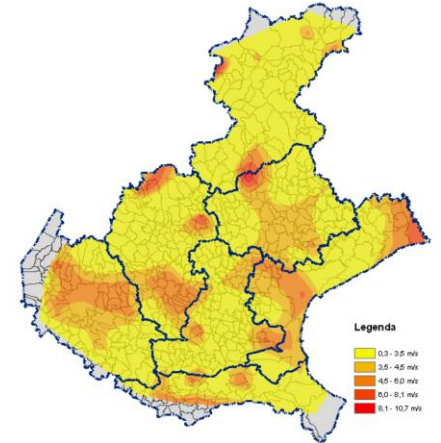 Legenda
0,3 - 3,5 m/s
3,5 - 4,5 m/s
4,5 - 6,0 m/s
6,0 - 8,1 m/s
8,1 - 10,7 m/s